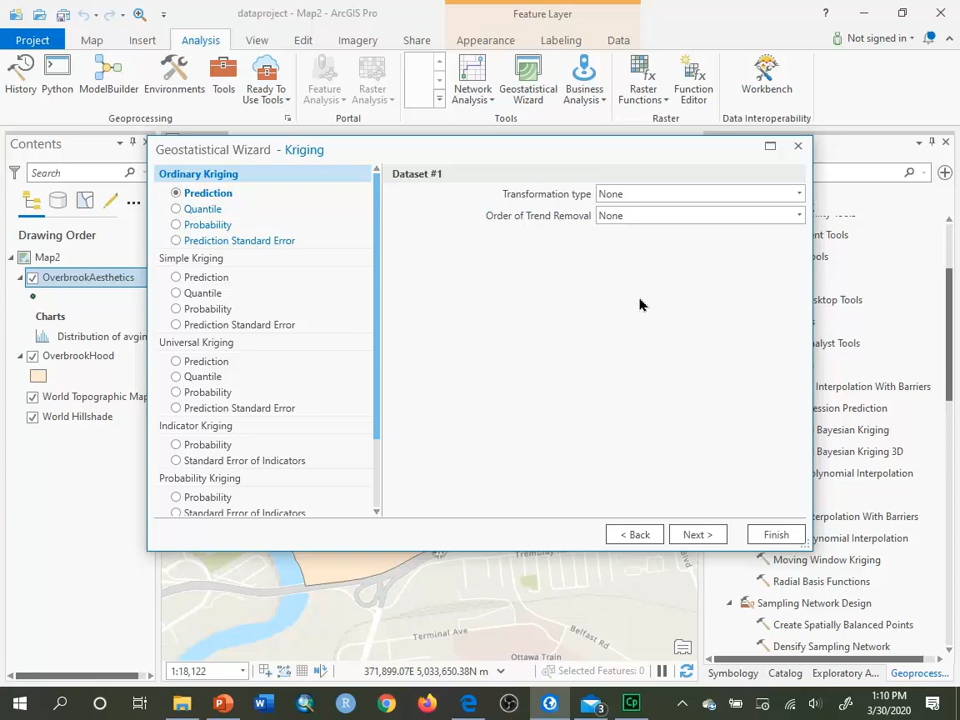 dataproject - Map2 - ArcGIS Pro
Feature Layer
?
Project
Map
Insert
Analysis
View
Edit
Imagery
Share
Appearance
Labeling
Data
Not signed in
History
Python
ModelBuilder
Environments
Tools
Ready To
Use Tools
Feature
Analysis
Raster
Analysis
Network
Analysis
Geostatistical
Wizard
Business
Analysis
Raster
Functions
Function
Editor
Workbench
Geoprocessing
Portal
Tools
Raster
Data Interoperability
Contents
Search
Drawing Order
Map2
OverbrookAesthetics
Charts
Distribution of avgin
OverbrookHood
World Topographic Map
World Hillshade
Geostatistical Wizard - Kriging
Ordinary Kriging
Prediction
Quantile
Probability
Prediction Standard Error
Simple Kriging
Prediction
Quantile
Probability
Prediction Standard Error
Universal Kriging
Prediction
Quantile
Probability
Prediction Standard Error
Indicator Kriging
Probability
Standard Error of Indicators
Probability Kriging
Probability
Standard Error of Indicators
Dataset #1
Transformation type None
Order of Trend Removal None
< Back
Next >
Finish
Tools
Tools
Interpolation With Barriers
Prediction
Bayesian Kriging
Bayesian Kriging 3D
Interpolation
Interpolation With Barriers
Interpolation
Moving Window Kriging
Radial Basis Functions
Sampling Network Design
Create Spatially Balanced Points
Densify Sampling Network
Terminal Ave
Belfast Rd
Ottawa Train
1:18,122
371,899.07E 5,033,650.38N m
Selected Features: 0
Symbology
Catalog
Exploratory A...
Geoprocess...
3
1:10 PM
3/30/2020